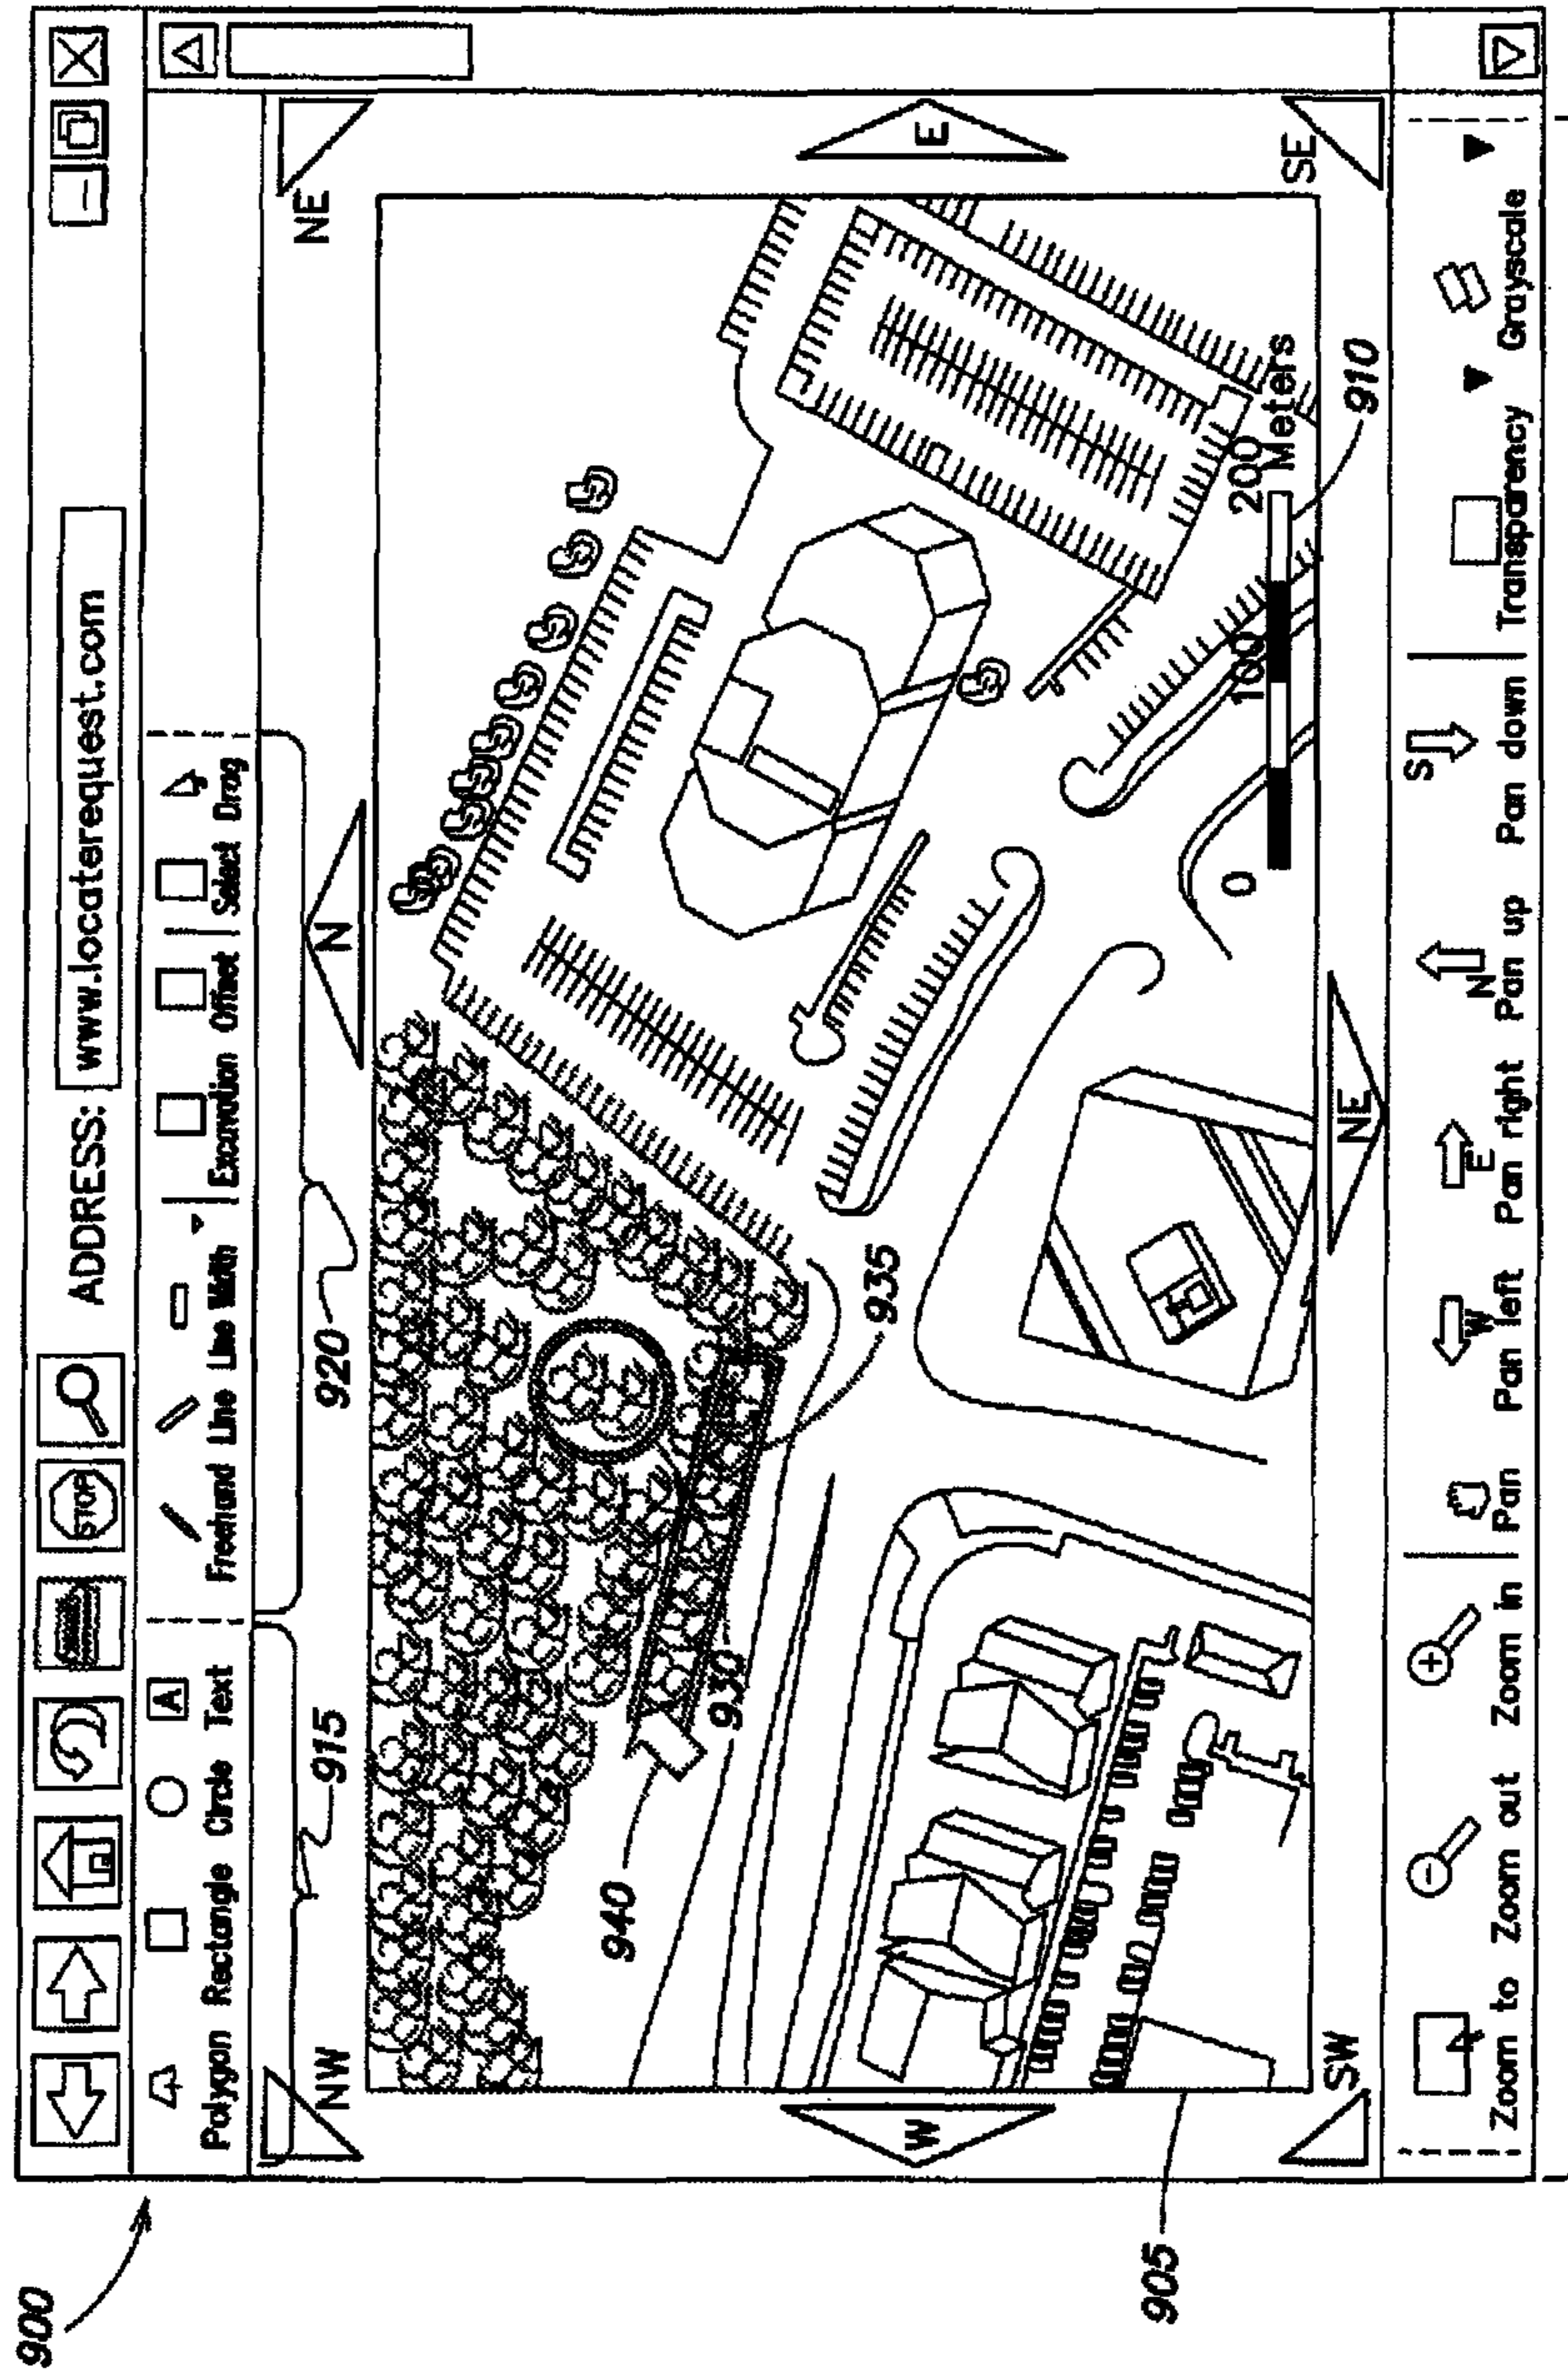 900
STOP
ADDRESS: www.locaterequest.com
Polygon Rectangle Circle Text Freehand Line Line Width Excavation Offset Select Drag
A
915
920
NW
N
NE
940
930
935
W
E
0 100 200
Meters
905
910
SW
NE
SE
W E N S
Zoom to Zoom out Zoom in Pan Pan left Pan right Pan up Pan down Transparency Grayscale